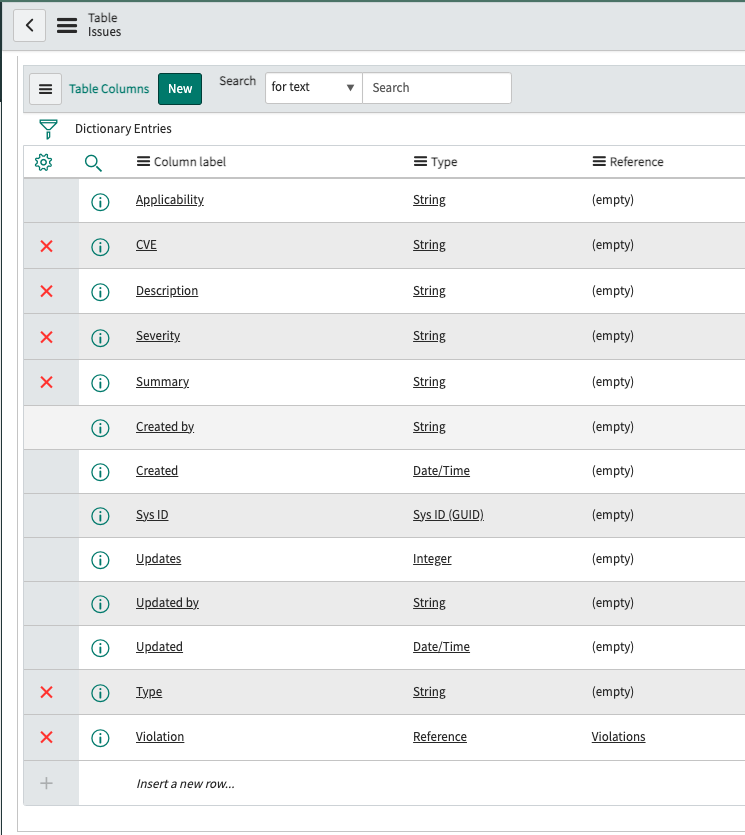 Table
Issues
Table Columns New Search for text Search
Dictionary Entries
Column label Type Reference
Applicability String (empty)
CVE String (empty)
Description String (empty)
Severity String (empty)
Summary String (empty)
Created by String (empty)
Created Date/Time (empty)
Sys ID Sys ID (GUID) (empty)
Updates Integer (empty)
Updated by String (empty)
Updated Date/Time (empty)
Type String (empty)
Violation Reference Violations
Insert a new row...